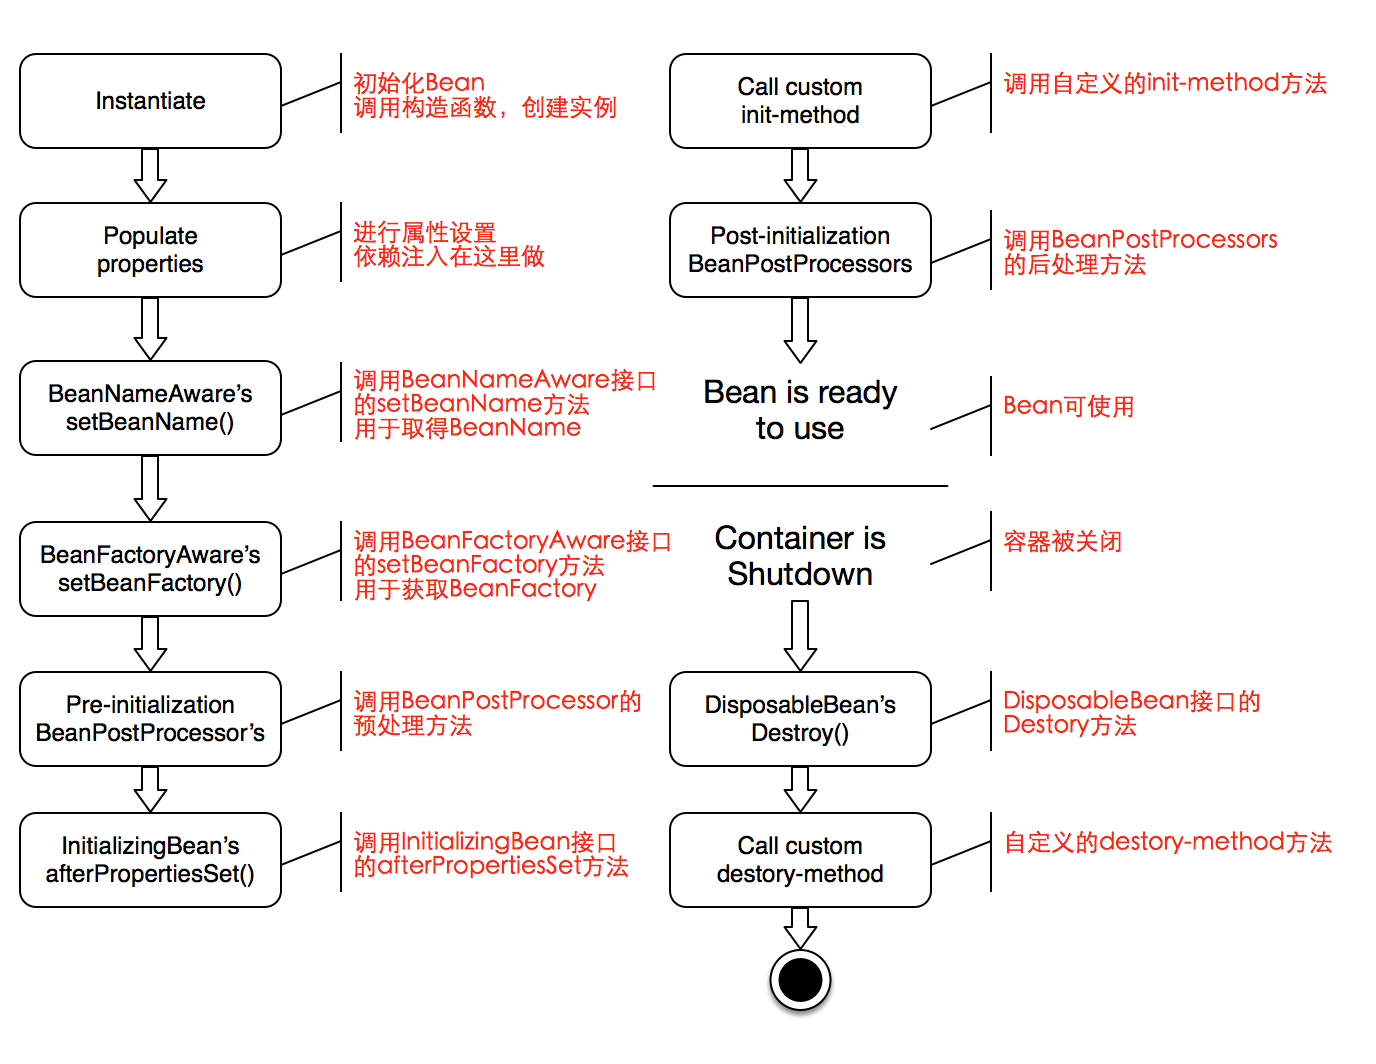 Instantiate
初始化Bean
调用构造函数，创建实例
Populate
properties
进行属性设置
依赖注入在这里做
BeanNameAware’s
setBeanName()
调用BeanNameAware接口
的setBeanName方法
用于取得BeanName
BeanFactoryAware’s
setBeanFactory()
调用BeanFactoryAware接口
的setBeanFactory方法
用于获取BeanFactory
Pre-initialization
BeanPostProcessor’s
调用BeanPostProcessor的
预处理方法
InitializingBean’s
afterPropertiesSet()
调用InitializingBean接口
的afterPropertiesSet方法
Call custom
init-method
调用自定义的init-method方法
Post-initialization
BeanPostProcessors
调用BeanPostProcessors
的后处理方法
Bean is ready
to use
Bean可使用
Container is
Shutdown
容器被关闭
DisposableBean’s
Destroy()
DisposableBean接口的
Destory方法
Call custom
destory-method
自定义的destory-method方法